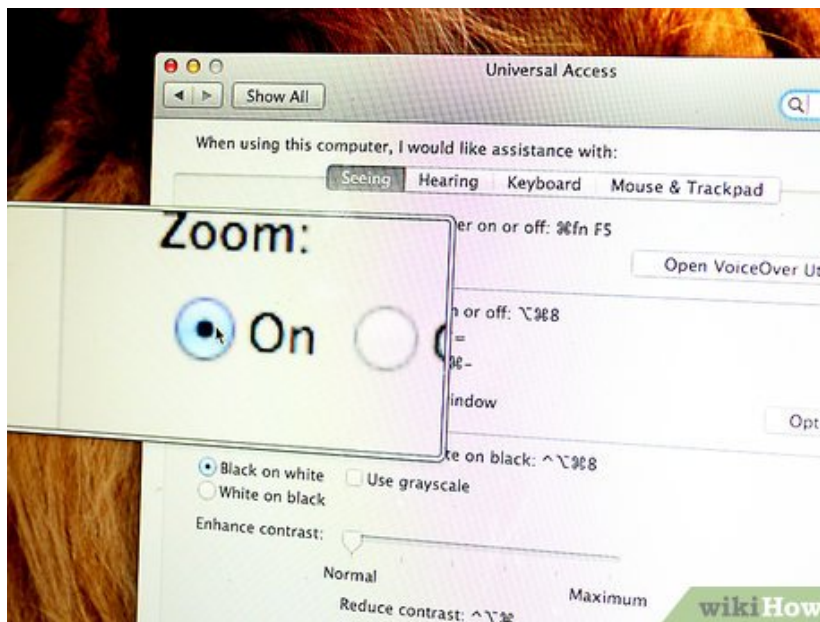 Universal Access
Show All
When using this computer, I would like assistance with:
Seeing Hearing Keyboard Mouse & Trackpad
er on or off: ⌘fn F5
Zoom:
Open VoiceOver Ut
On
or off: ⌥⌘8
=
⌘-
indow
Opt
te on black: ^⌥⌘8
Black on white
Use grayscale
White on black
Enhance contrast:
Normal
Maximum
Reduce contrast: ^⌥⌘
wikiHow